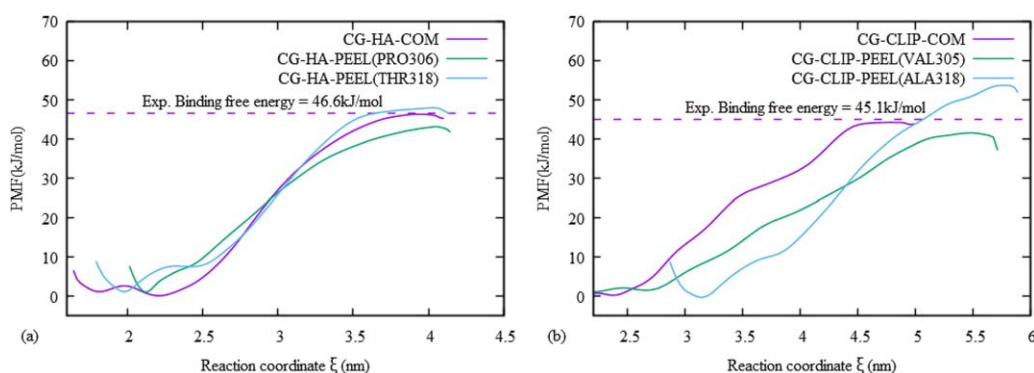 70
60
50
40
30
20
10
0
PMF(kJ/mol)
CG-HA-COM
CG-HA-PEEL(PRO306)
CG-HA-PEEL(THR318)
Exp. Binding free energy = 46.6kJ/mol
2 2.5 3 3.5 4 4.5
(a)
Reaction coordinate ξ (nm)
70
60
50
40
30
20
10
0
PMF(kJ/mol)
CG-CLIP-COM
CG-CLIP-PEEL(VAL305)
CG-CLIP-PEEL(ALA318)
Exp. Binding free energy = 45.1kJ/mol
2.5 3 3.5 4 4.5 5 5.5 6
(b)
Reaction coordinate ξ (nm)